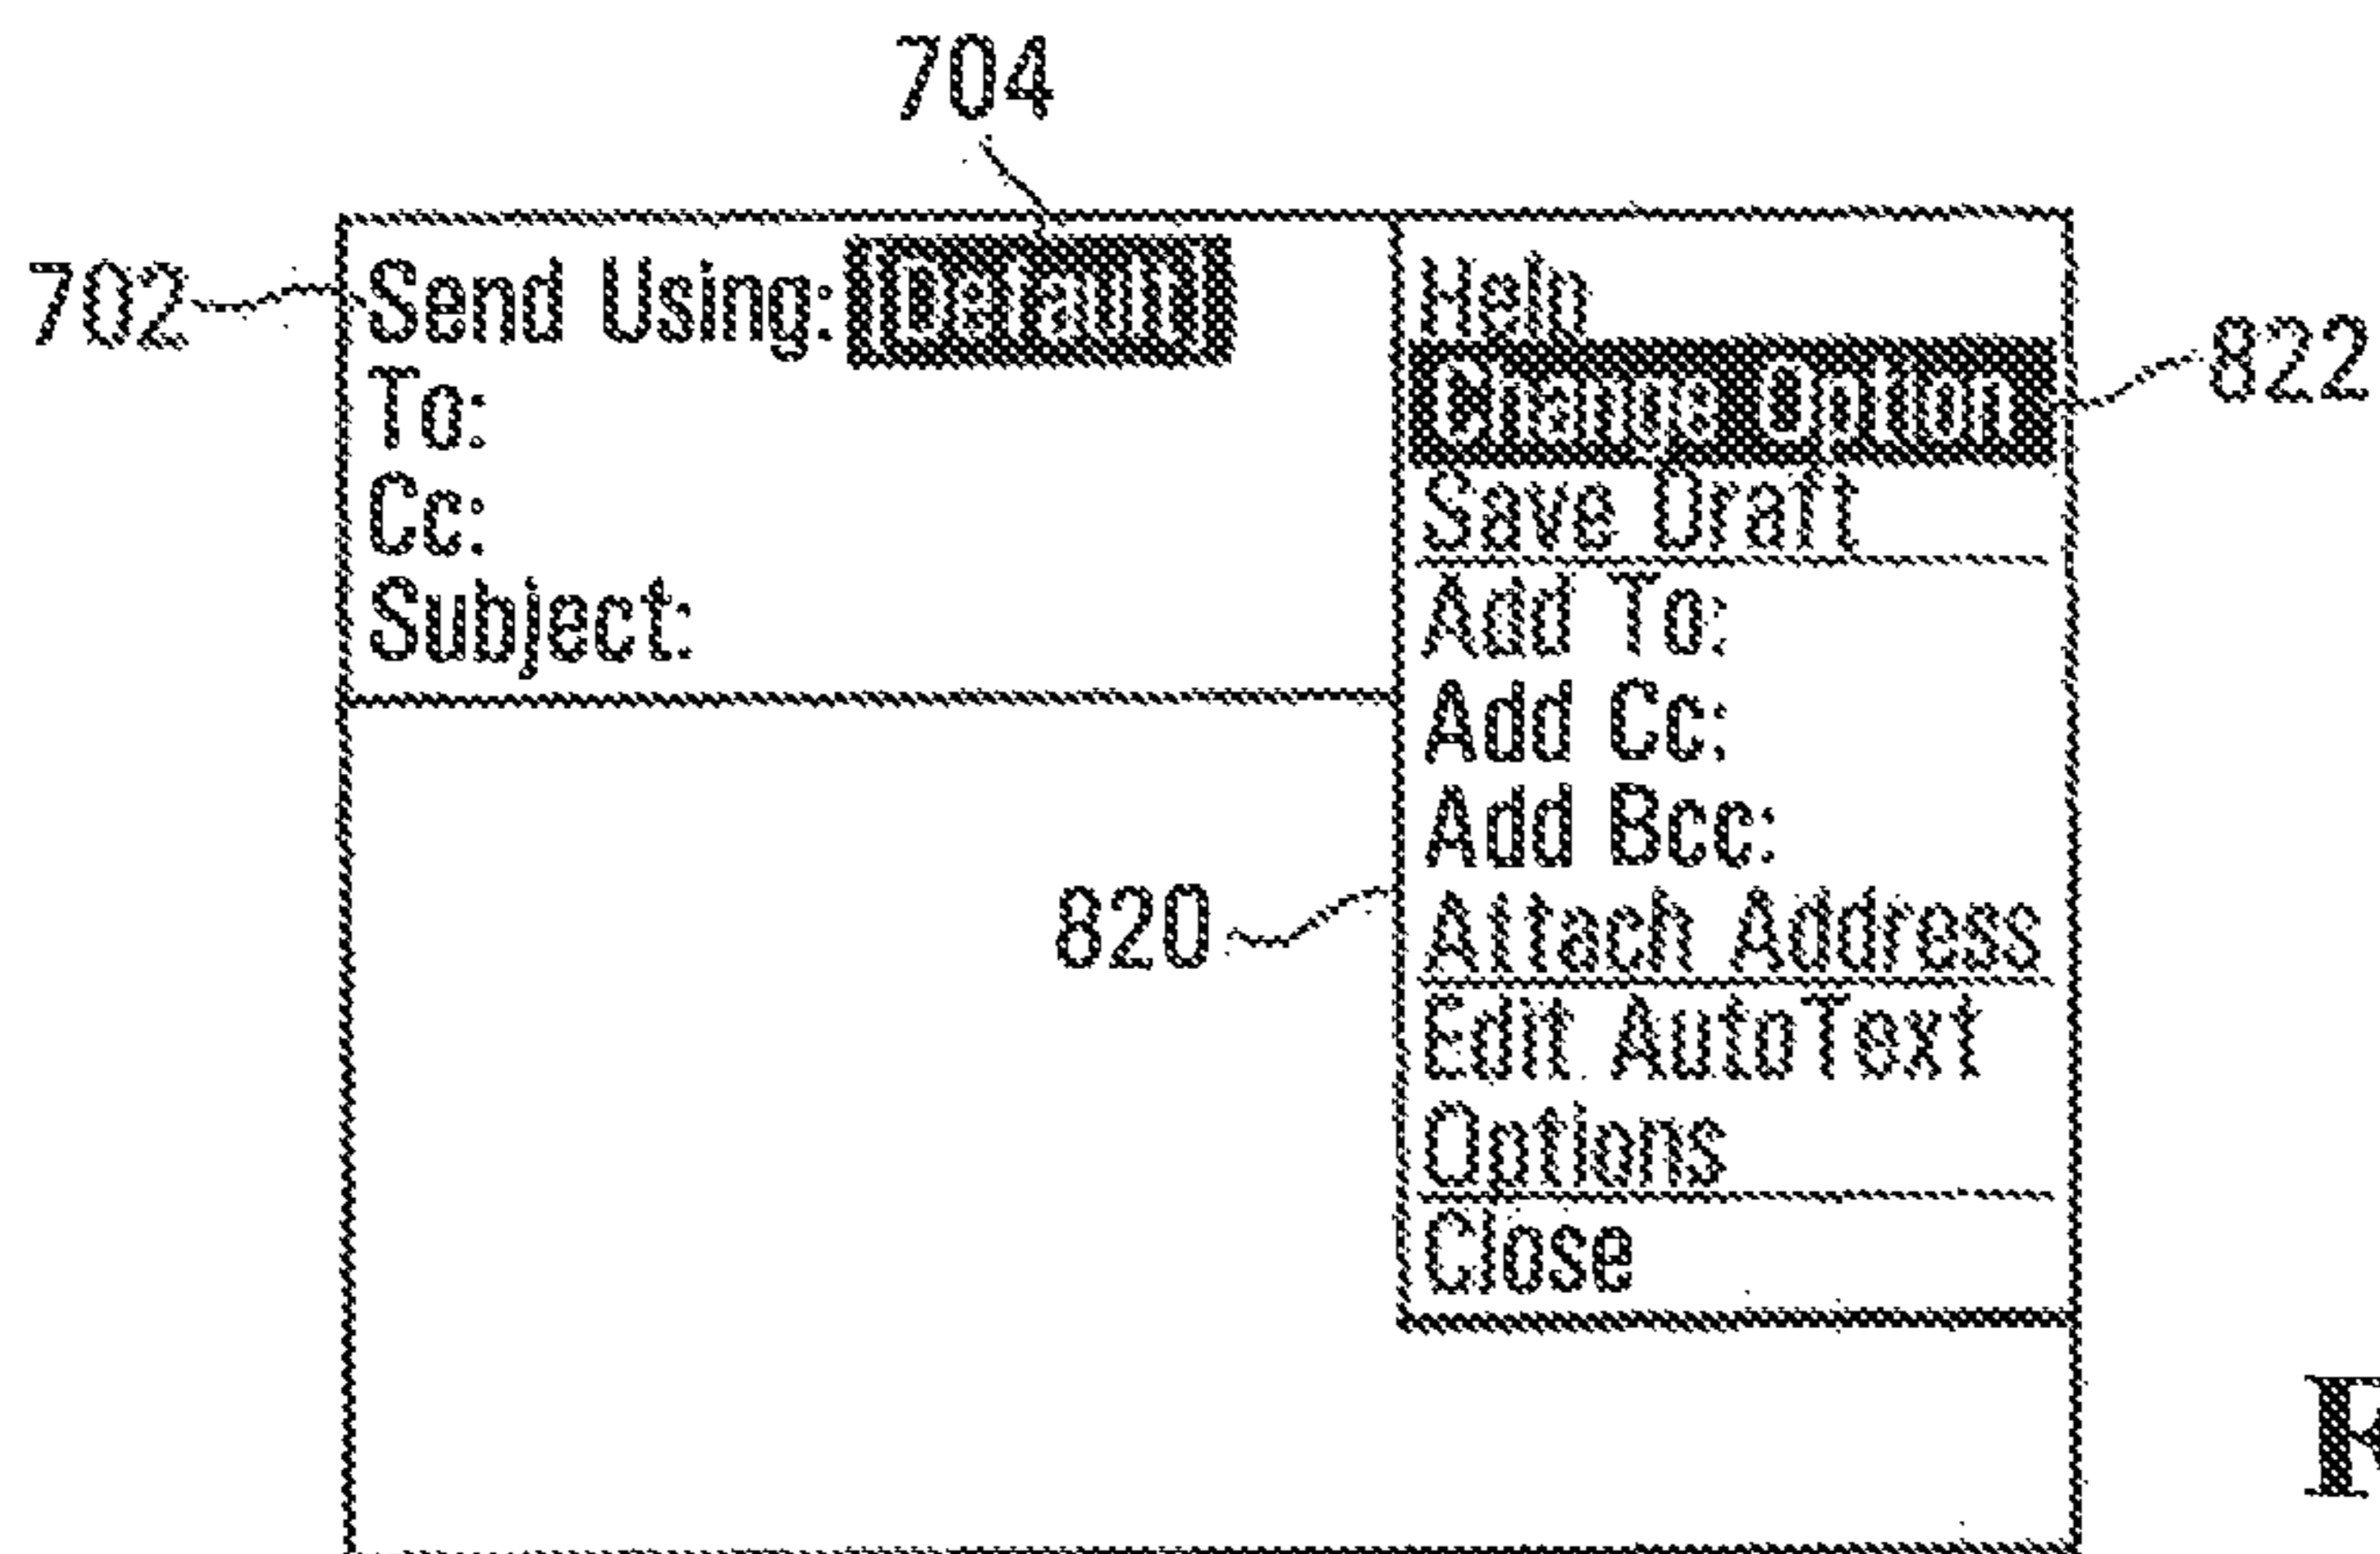 704
702
Send Using: [Default]
To:
Cc:
Subject:
Help
Change Option
822
Save Draft
Add To:
Add Cc:
Add Bcc:
820
Attach Address
Edit AutoText
Options
Close